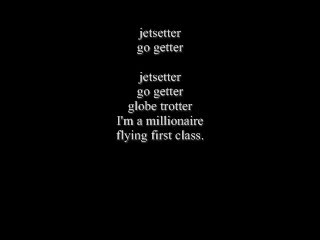 jetsetter
go getter
jetsetter
go getter
globe trotter
I'm a millionaire
flying first class.